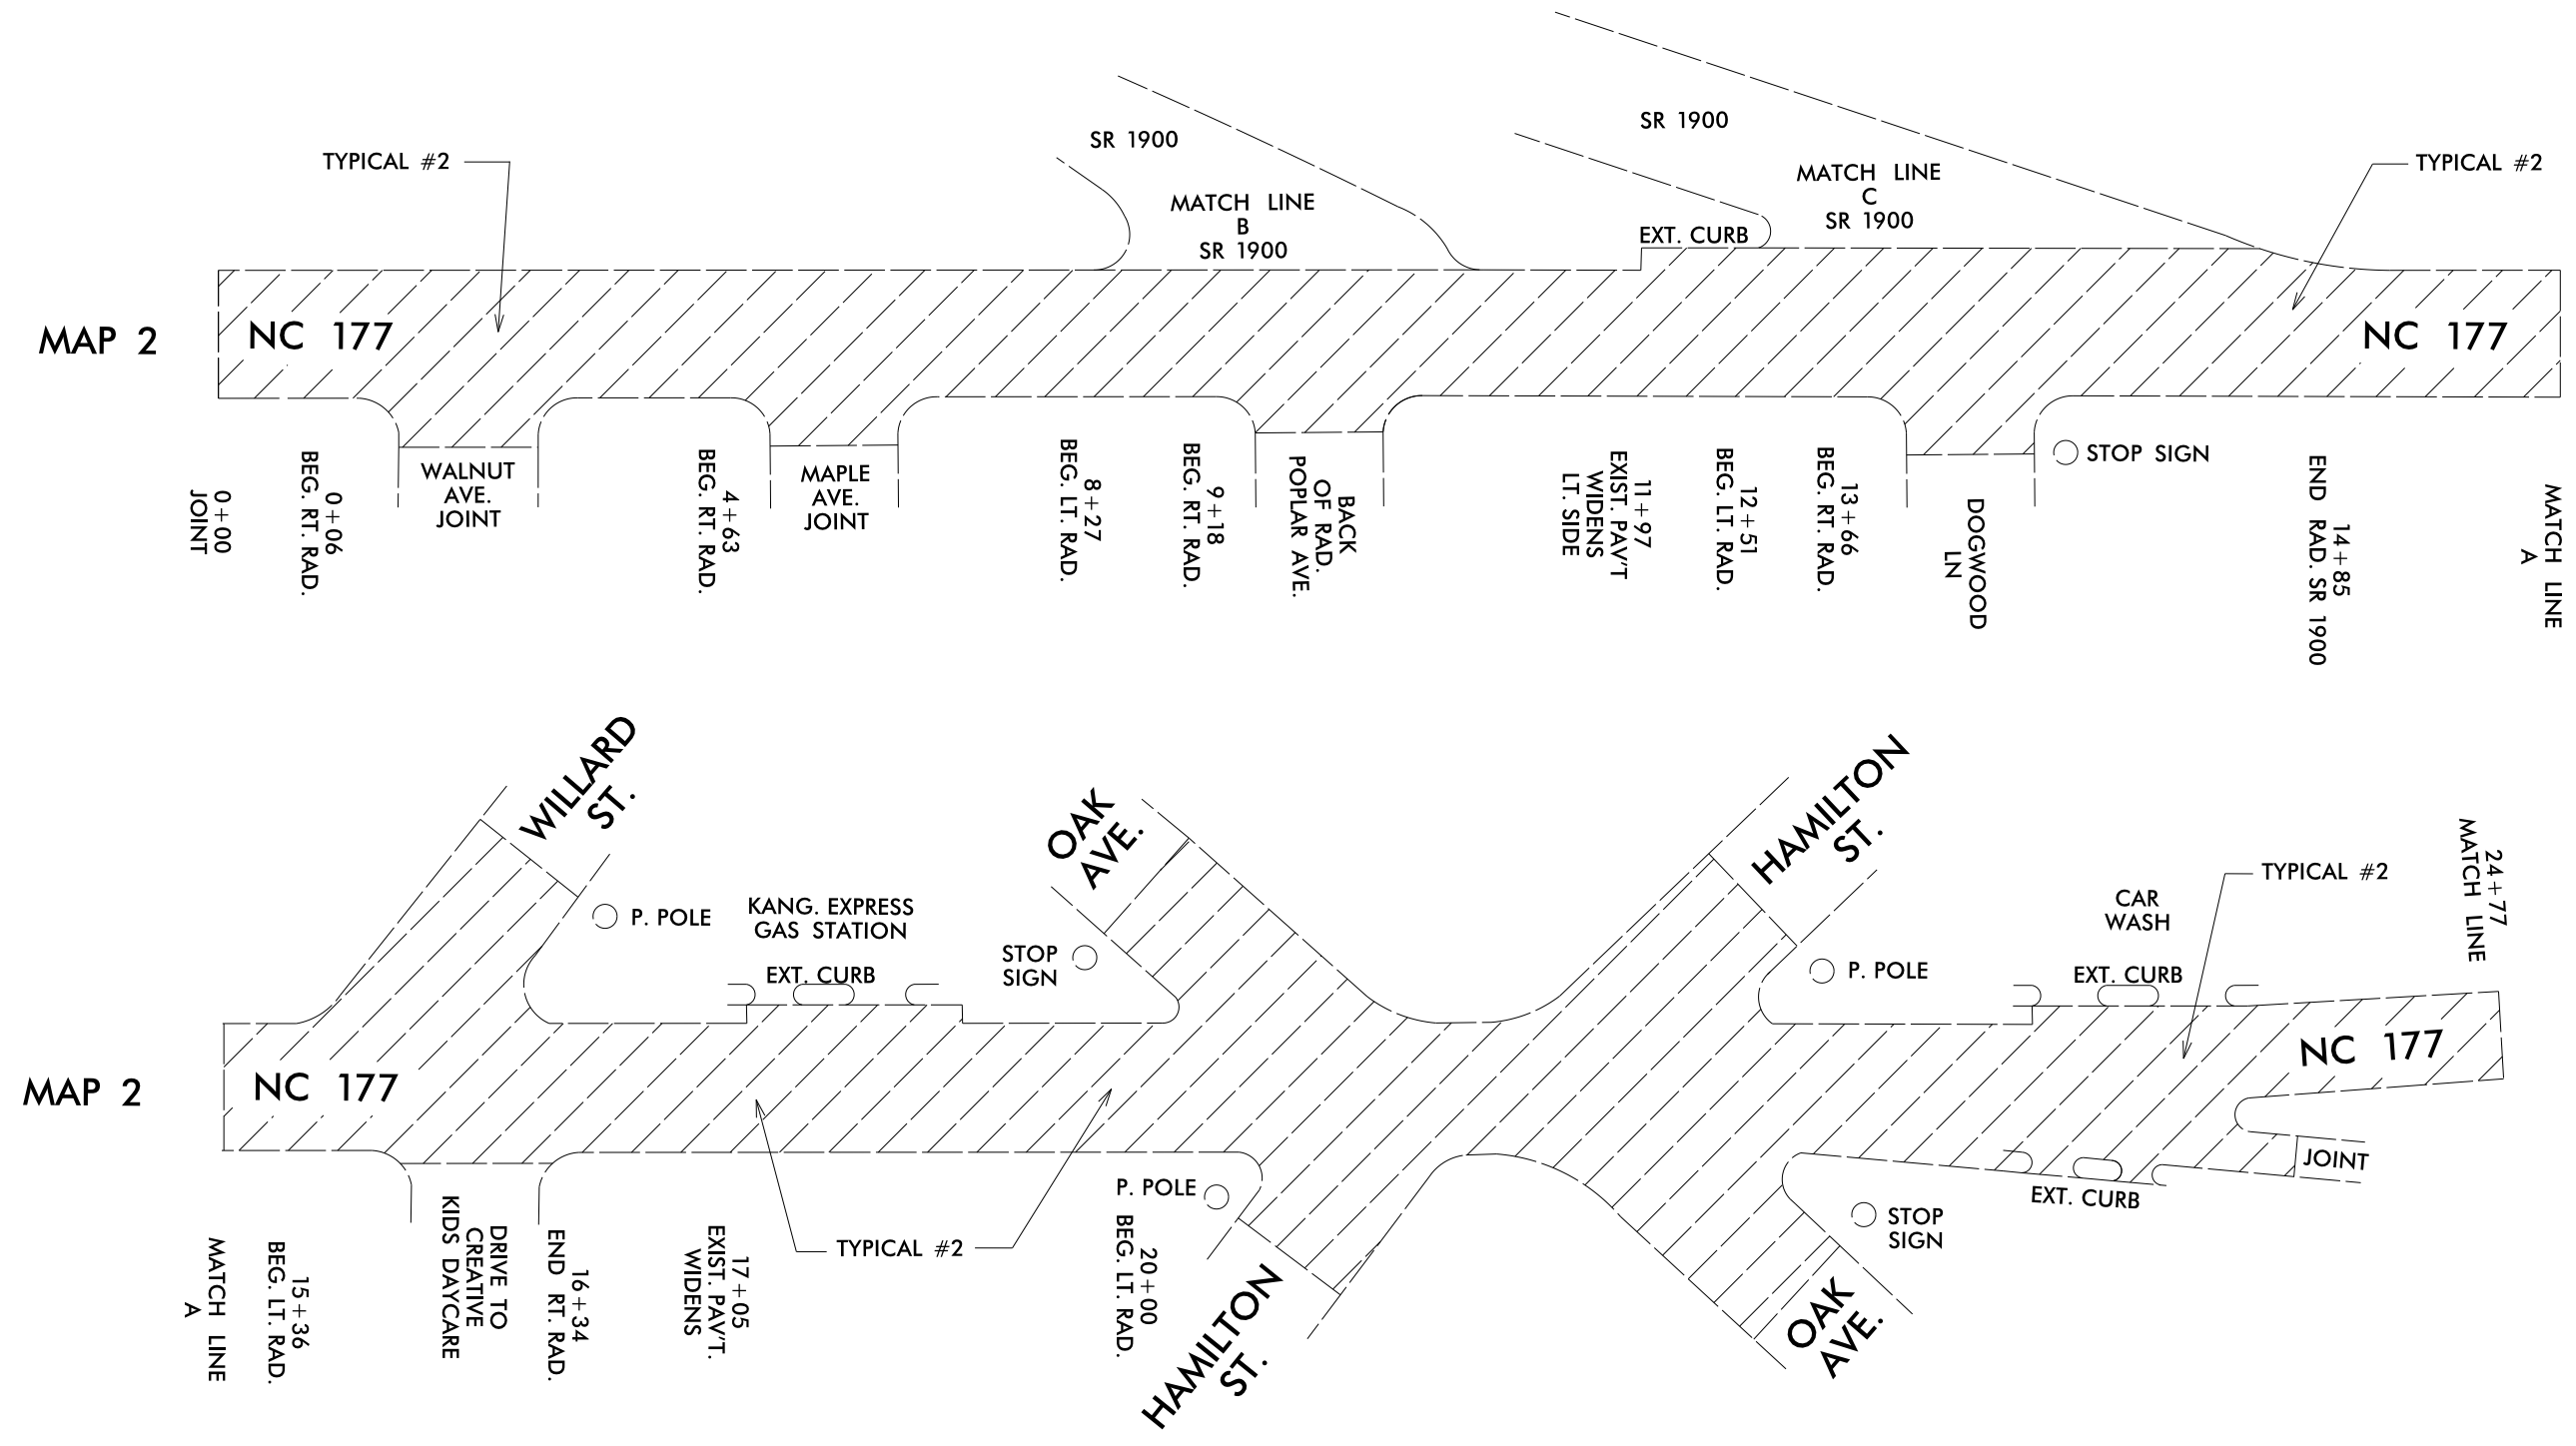 SR 1900
SR 1900
TYPICAL #2
TYPICAL #2
MATCH LINE
B
SR 1900
MATCH LINE
C
SR 1900
EXT. CURB
MAP 2
NC 177
NC 177
0+00
JOINT
0+06
BEG. RT. RAD.
WALNUT
AVE.
JOINT
4+63
BEG. RT. RAD.
MAPLE
AVE.
JOINT
8+27
BEG. LT. RAD.
9+18
BEG. RT. RAD.
BACK
OF RAD.
POPLAR AVE.
11+97
EXIST. PAV'T
WIDENS
LT. SIDE
12+51
BEG. LT. RAD.
13+66
BEG. RT. RAD.
DOGWOOD
LN
STOP SIGN
14+85
END RAD. SR 1900
MATCH LINE
A
WILLARD
ST.
P. POLE
KANG. EXPRESS
GAS STATION
EXT. CURB
OAK
AVE.
STOP
SIGN
HAMILTON
ST.
P. POLE
CAR
WASH
EXT. CURB
TYPICAL #2
24+77
MATCH LINE
MAP 2
NC 177
NC 177
MATCH LINE
A
15+36
BEG. LT. RAD.
DRIVE TO
CREATIVE
KIDS DAYCARE
16+34
END RT. RAD.
17+05
EXIST. PAV'T.
WIDENS
TYPICAL #2
P. POLE
20+00
BEG. LT. RAD.
HAMILTON
ST.
OAK
AVE.
STOP
SIGN
EXT. CURB
JOINT